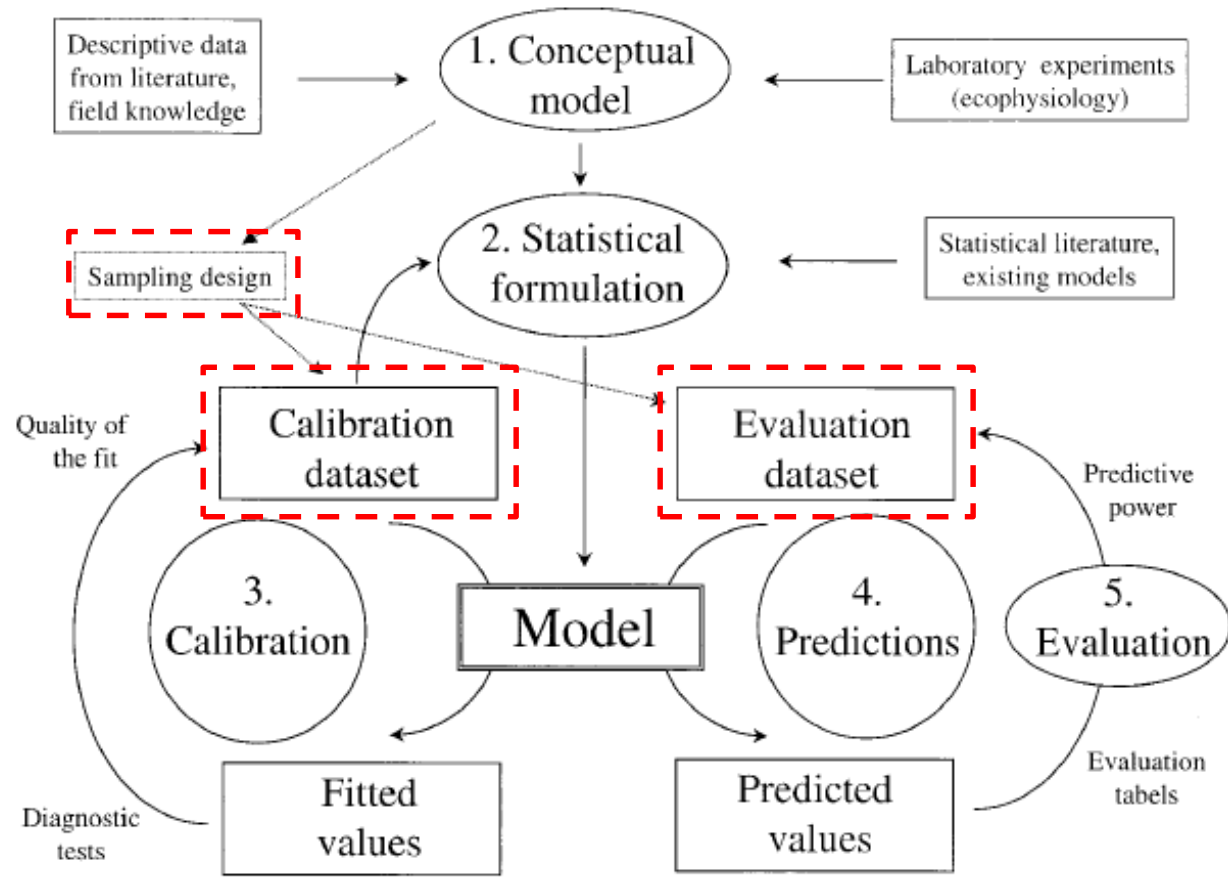 Descriptive data
from literature,
field knowledge
1. Conceptual
model
Laboratory experiments
(ecophysiology)
Sampling design
2. Statistical
formulation
Statistical literature,
existing models
Quality of
the fit
Calibration
dataset
Evaluation
dataset
Predictive
power
3.
Calibration
Model
4.
Predictions
5.
Evaluation
Diagnostic
tests
Fitted
values
Predicted
values
Evaluation
tabels